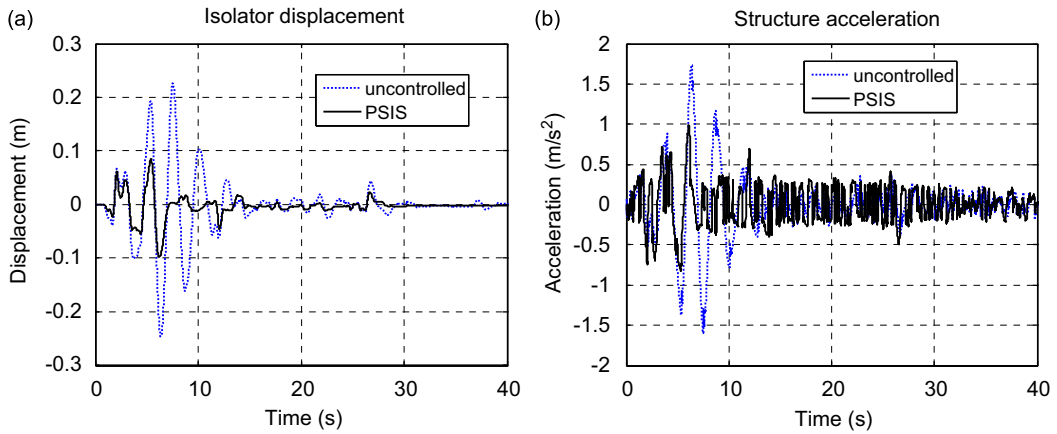 (a)
Isolator displacement
0.3
0.2
0.1
0
-0.1
-0.2
-0.3
Displacement (m)
uncontrolled
PSIS
0
10
20
30
40
Time (s)
(b)
Structure acceleration
2
1.5
1
0.5
0
-0.5
-1
-1.5
-2
Acceleration (m/s²)
uncontrolled
PSIS
0
10
20
30
40
Time (s)